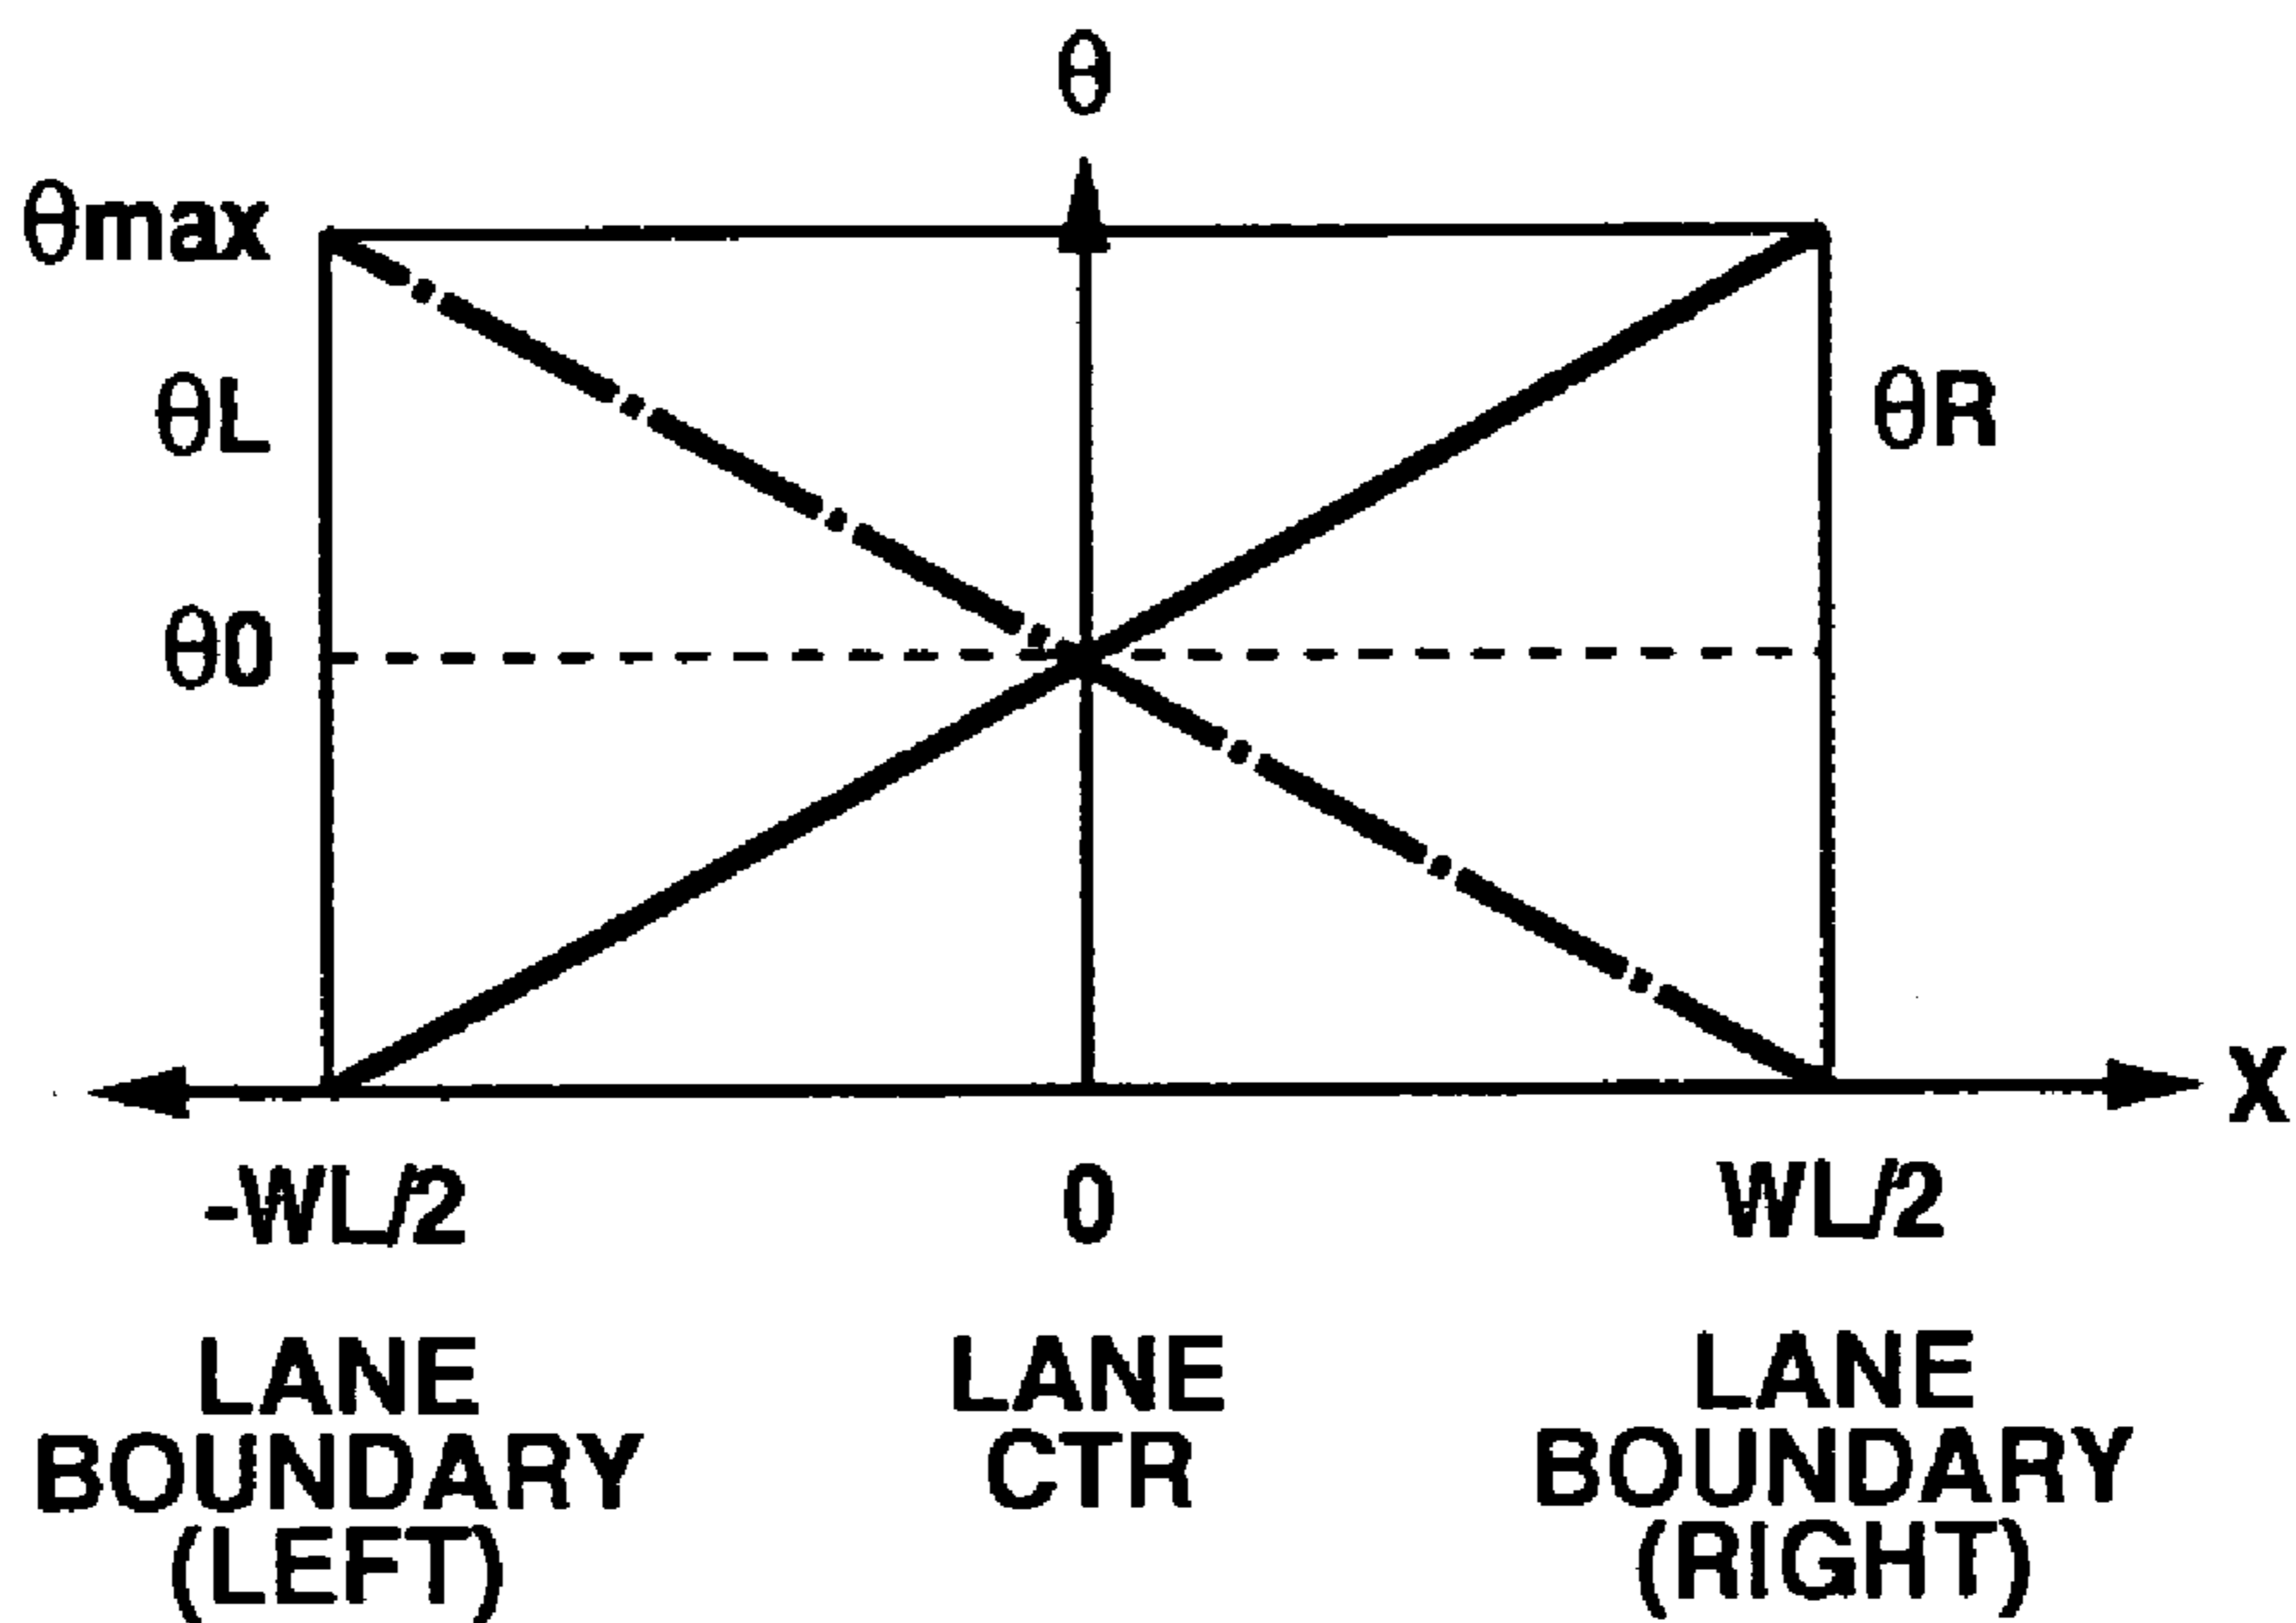 θ
θmax
θL
θR
θ0
X
-WL/2
0
WL/2
LANE
BOUNDARY
(LEFT)
LANE
CTR
LANE
BOUNDARY
(RIGHT)